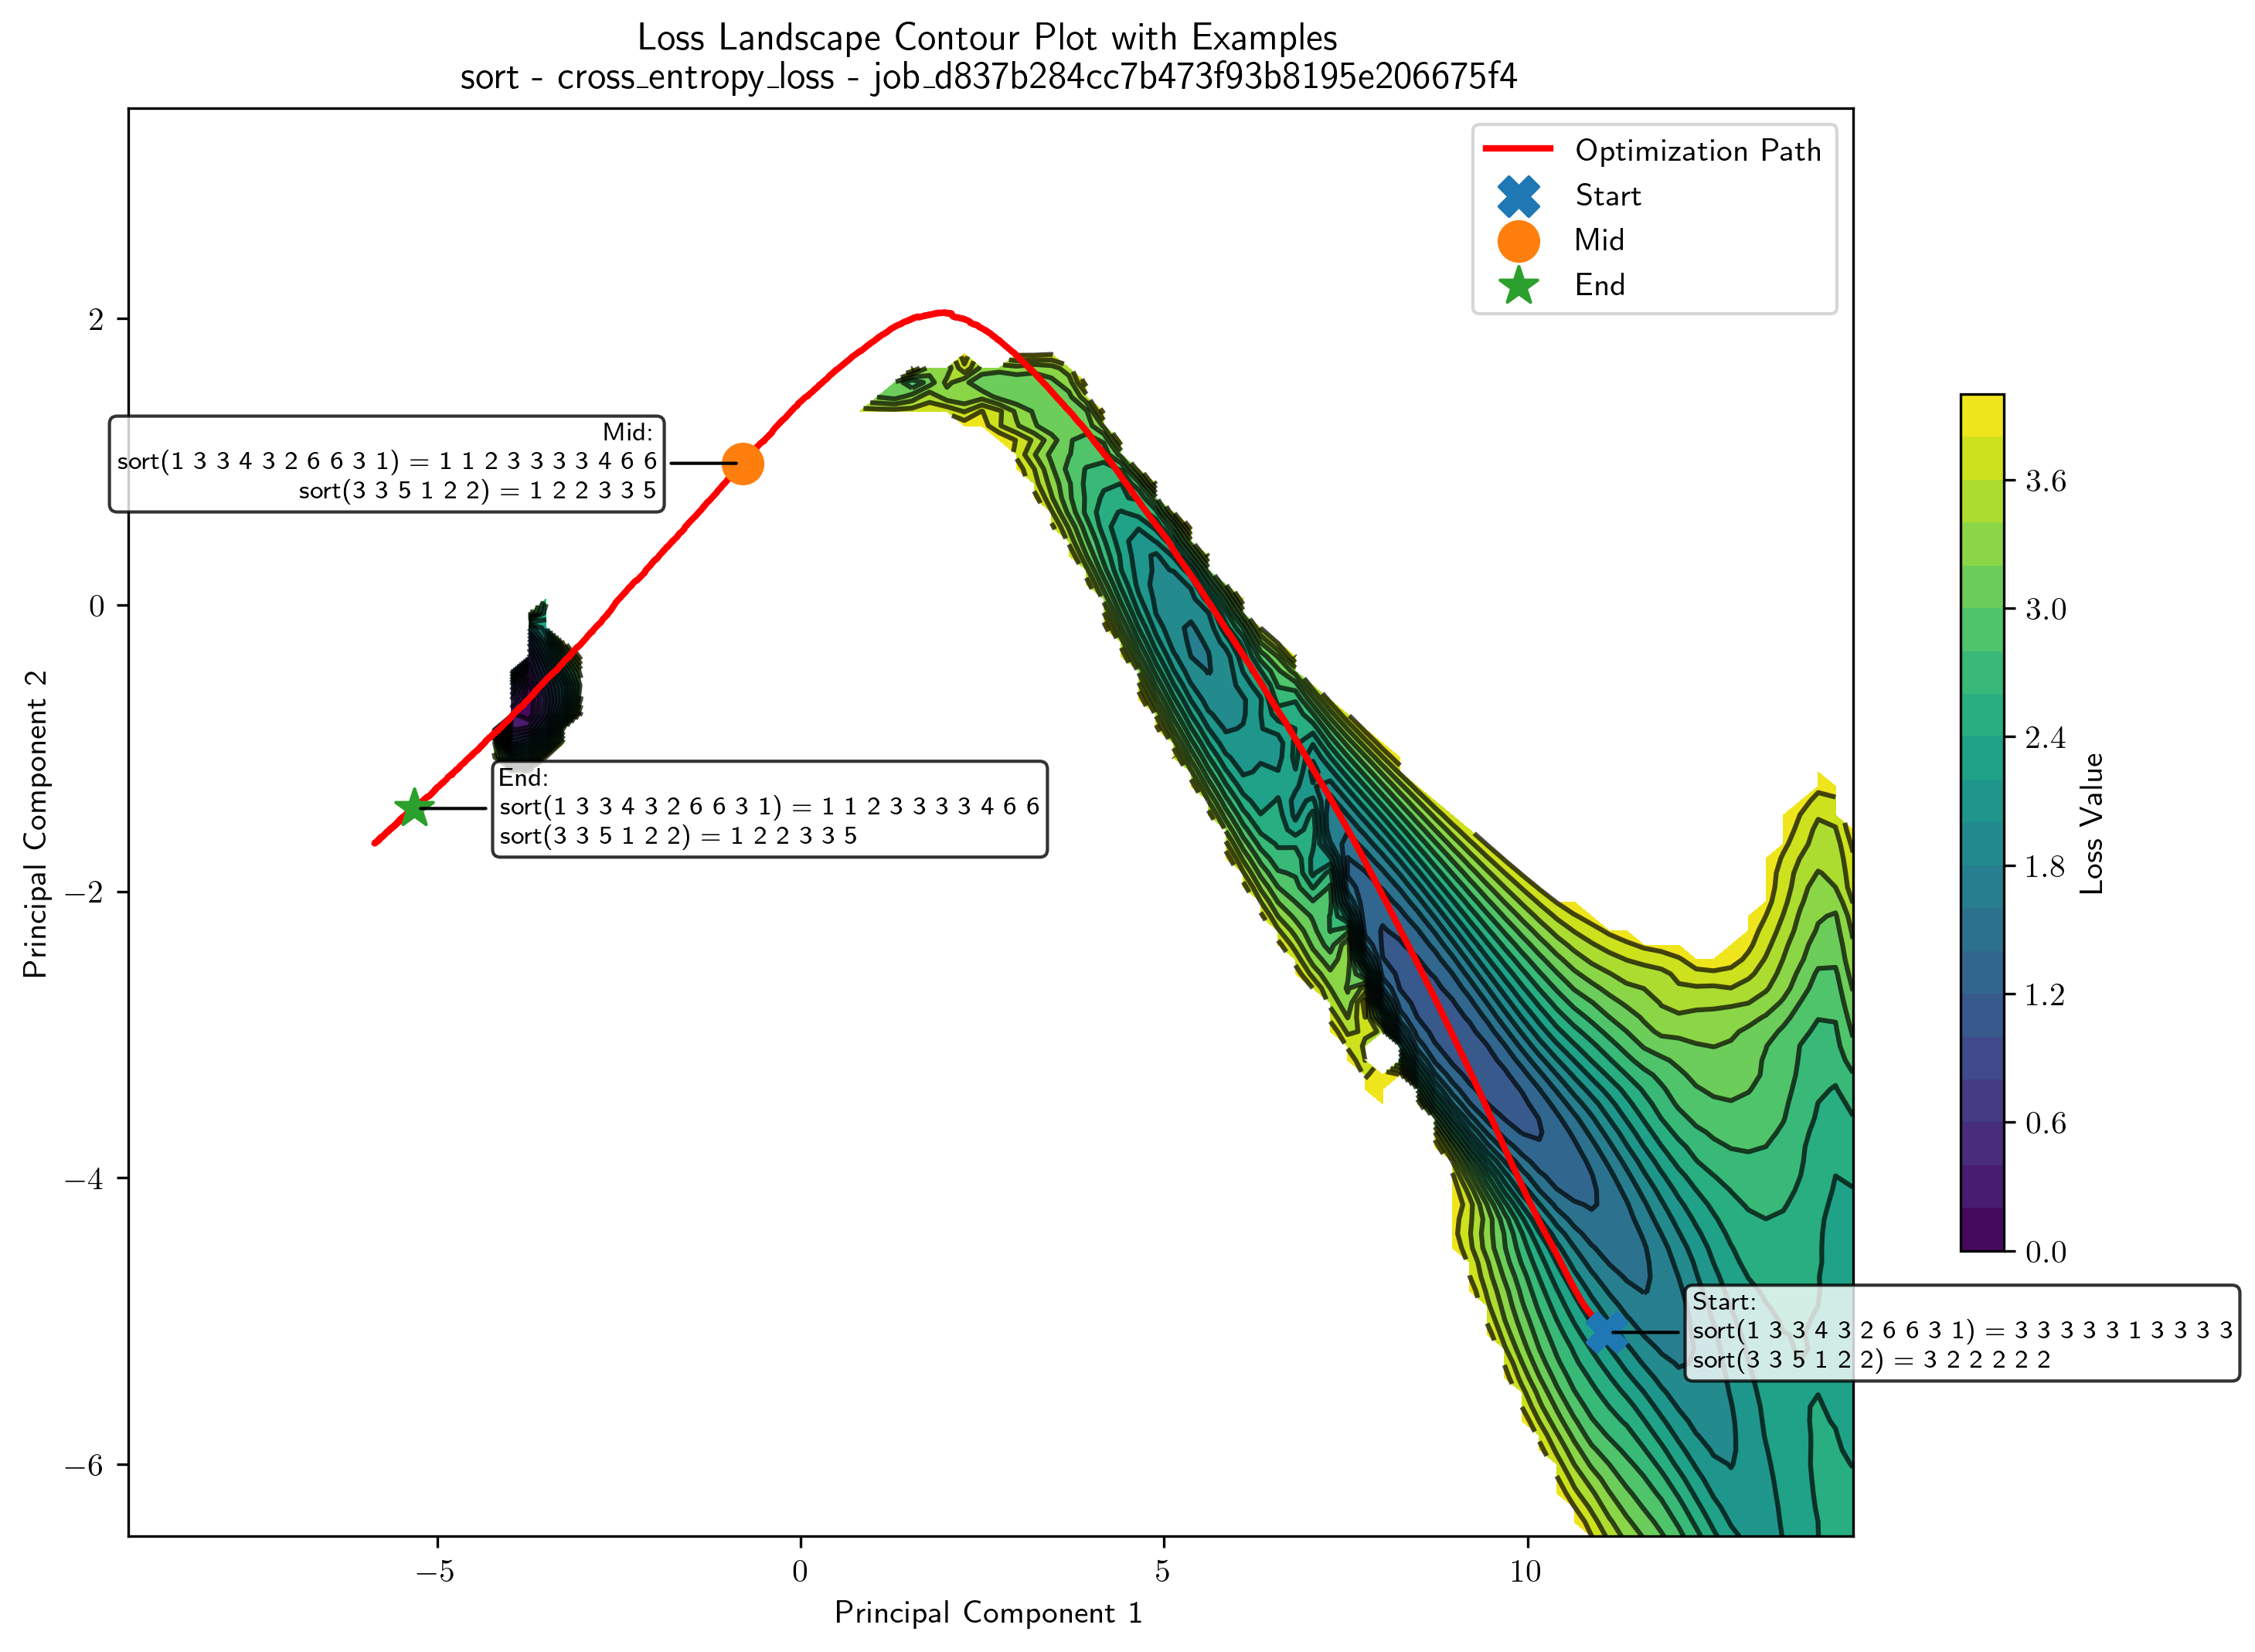 Loss Landscape Contour Plot with Examples
sort - cross_entropy_loss - job_d837b284cc7b473f93b8195e206675f4
Optimization Path
Start
Mid
End
Mid:
sort(1 3 3 4 3 2 6 6 3 1) = 1 1 2 3 3 3 3 4 6 6
sort(3 3 5 1 2 2) = 1 2 2 3 3 5
End:
sort(1 3 3 4 3 2 6 6 3 1) = 1 1 2 3 3 3 3 4 6 6
sort(3 3 5 1 2 2) = 1 2 2 3 3 5
Start:
sort(1 3 3 4 3 2 6 6 3 1) = 3 3 3 3 3 1 3 3 3 3
sort(3 3 5 1 2 2) = 3 2 2 2 2 2
2
0
−2
−4
−6
Principal Component 2
−5
0
5
10
Principal Component 1
3.6
3.0
2.4
1.8
1.2
0.6
0.0
Loss Value